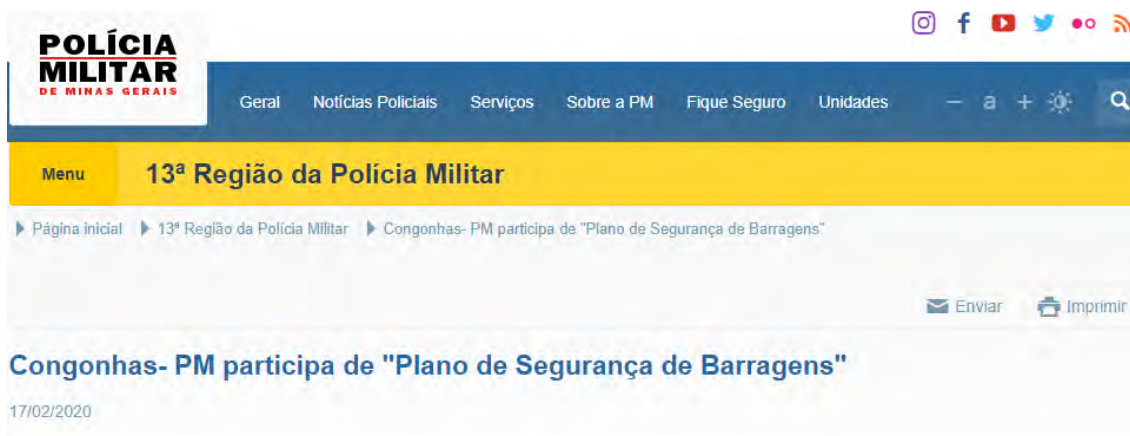 POLÍCIA
MILITAR
DE MINAS GERAIS
Geral Notícias Policiais Serviços Sobre a PM Fique Seguro Unidades − a +
Menu 13ª Região da Polícia Militar
Página inicial 13ª Região da Polícia Militar Congonhas- PM participa de "Plano de Segurança de Barragens"
Enviar Imprimir
Congonhas- PM participa de "Plano de Segurança de Barragens"
17/02/2020